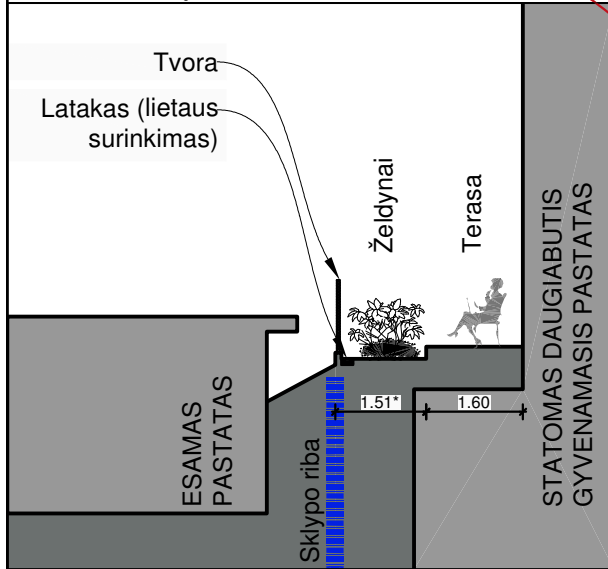 Tvora
Latakas (lietaus
surinkimas)
Želdynai
Terasa
1.51*
1.60
ESAMAS
PASTATAS
Sklypo riba
STATOMAS DAUGIABUTIS
GYVENAMASIS PASTATAS